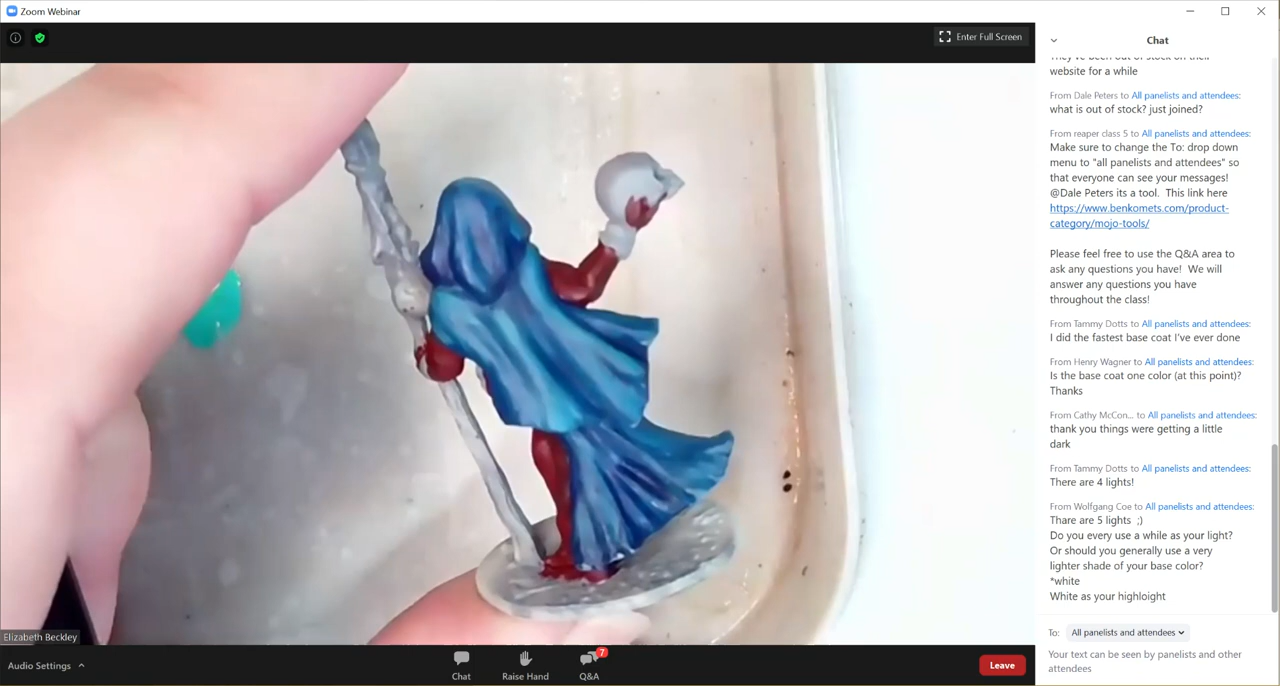 Zoom Webinar
Enter Full Screen
Chat
They've been out of stock on their
website for a while
From Dale Peters to All panelists and attendees:
what is out of stock? just joined?
From reaper class 5 to All panelists and attendees:
Make sure to change the To: drop down
menu to "all panelists and attendees" so
that everyone can see your messages!
@Dale Peters its a tool. This link here
https://www.benkomets.com/product-
category/mojo-tools/
Please feel free to use the Q&A area to
ask any questions you have! We will
answer any questions you have
throughout the class!
From Tammy Dotts to All panelists and attendees:
I did the fastest base coat I've ever done
From Henry Wagner to All panelists and attendees:
Is the base coat one color (at this point)?
Thanks
From Cathy McCon... to All panelists and attendees:
thank you things were getting a little
dark
From Tammy Dotts to All panelists and attendees:
There are 4 lights!
From Wolfgang Coe to All panelists and attendees:
Thare are 5 lights ;)
Do you every use a while as your light?
Or should you generally use a very
lighter shade of your base color?
*white
White as your highloight
To: All panelists and attendees
Your text can be seen by panelists and other
attendees
Elizabeth Beckley
Audio Settings
Chat
Raise Hand
7
Q&A
Leave